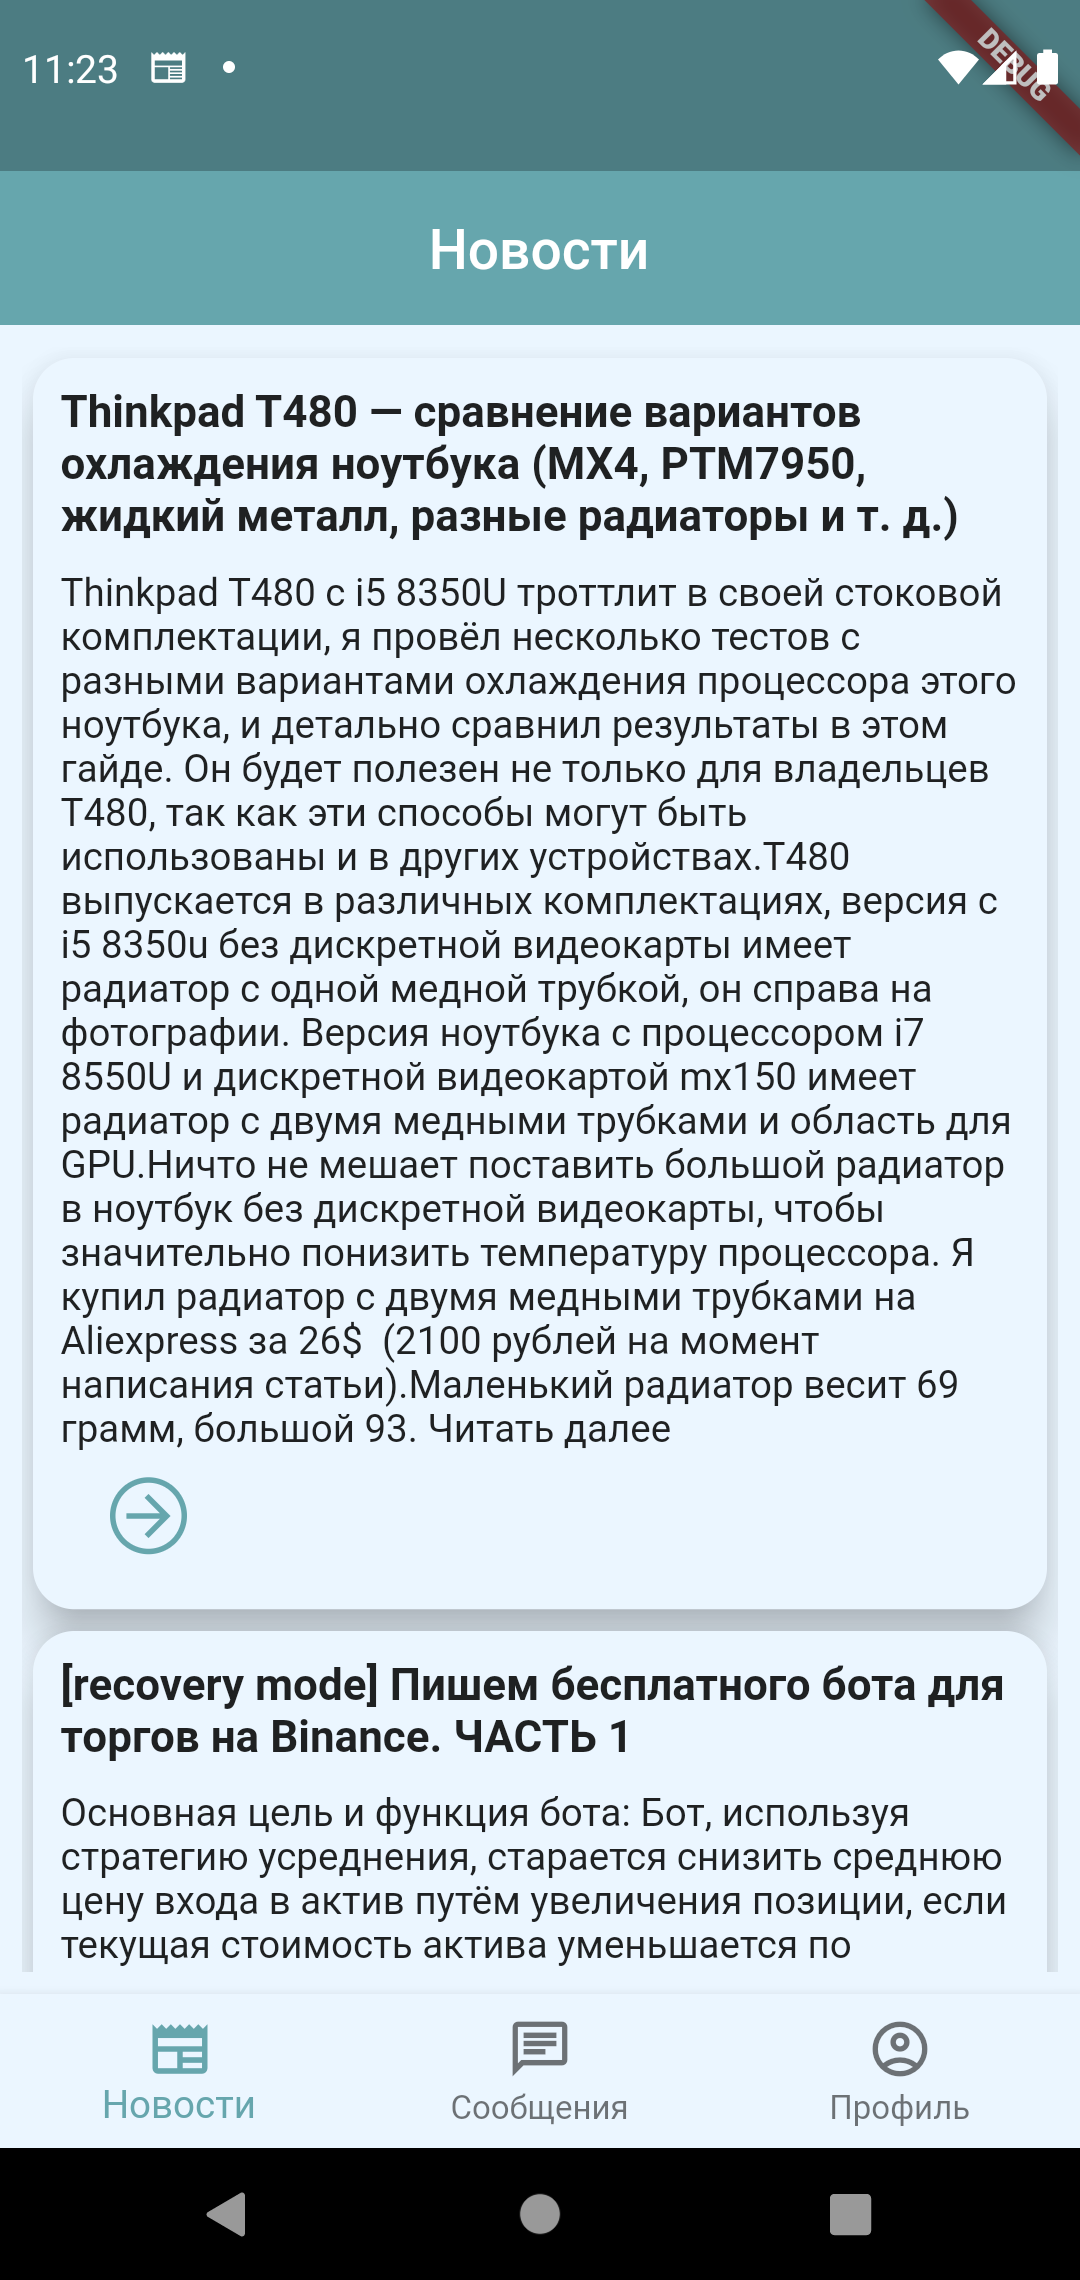 11:23
DEBUG
Новости
Thinkpad T480 — сравнение вариантов
охлаждения ноутбука (MX4, PTM7950,
жидкий металл, разные радиаторы и т. д.)
Thinkpad T480 с i5 8350U троттлит в своей стоковой
комплектации, я провёл несколько тестов с
разными вариантами охлаждения процессора этого
ноутбука, и детально сравнил результаты в этом
гайде. Он будет полезен не только для владельцев
T480, так как эти способы могут быть
использованы и в других устройствах.T480
выпускается в различных комплектациях, версия с
i5 8350u без дискретной видеокарты имеет
радиатор с одной медной трубкой, он справа на
фотографии. Версия ноутбука с процессором i7
8550U и дискретной видеокартой mx150 имеет
радиатор с двумя медными трубками и область для
GPU.Ничто не мешает поставить большой радиатор
в ноутбук без дискретной видеокарты, чтобы
значительно понизить температуру процессора. Я
купил радиатор с двумя медными трубками на
Aliexpress за 26$  (2100 рублей на момент
написания статьи).Маленький радиатор весит 69
грамм, большой 93. Читать далее
[recovery mode] Пишем бесплатного бота для
торгов на Binance. ЧАСТЬ 1
Основная цель и функция бота: Бот, используя
стратегию усреднения, старается снизить среднюю
цену входа в актив путём увеличения позиции, если
текущая стоимость актива уменьшается по
Новости
Сообщения
Профиль